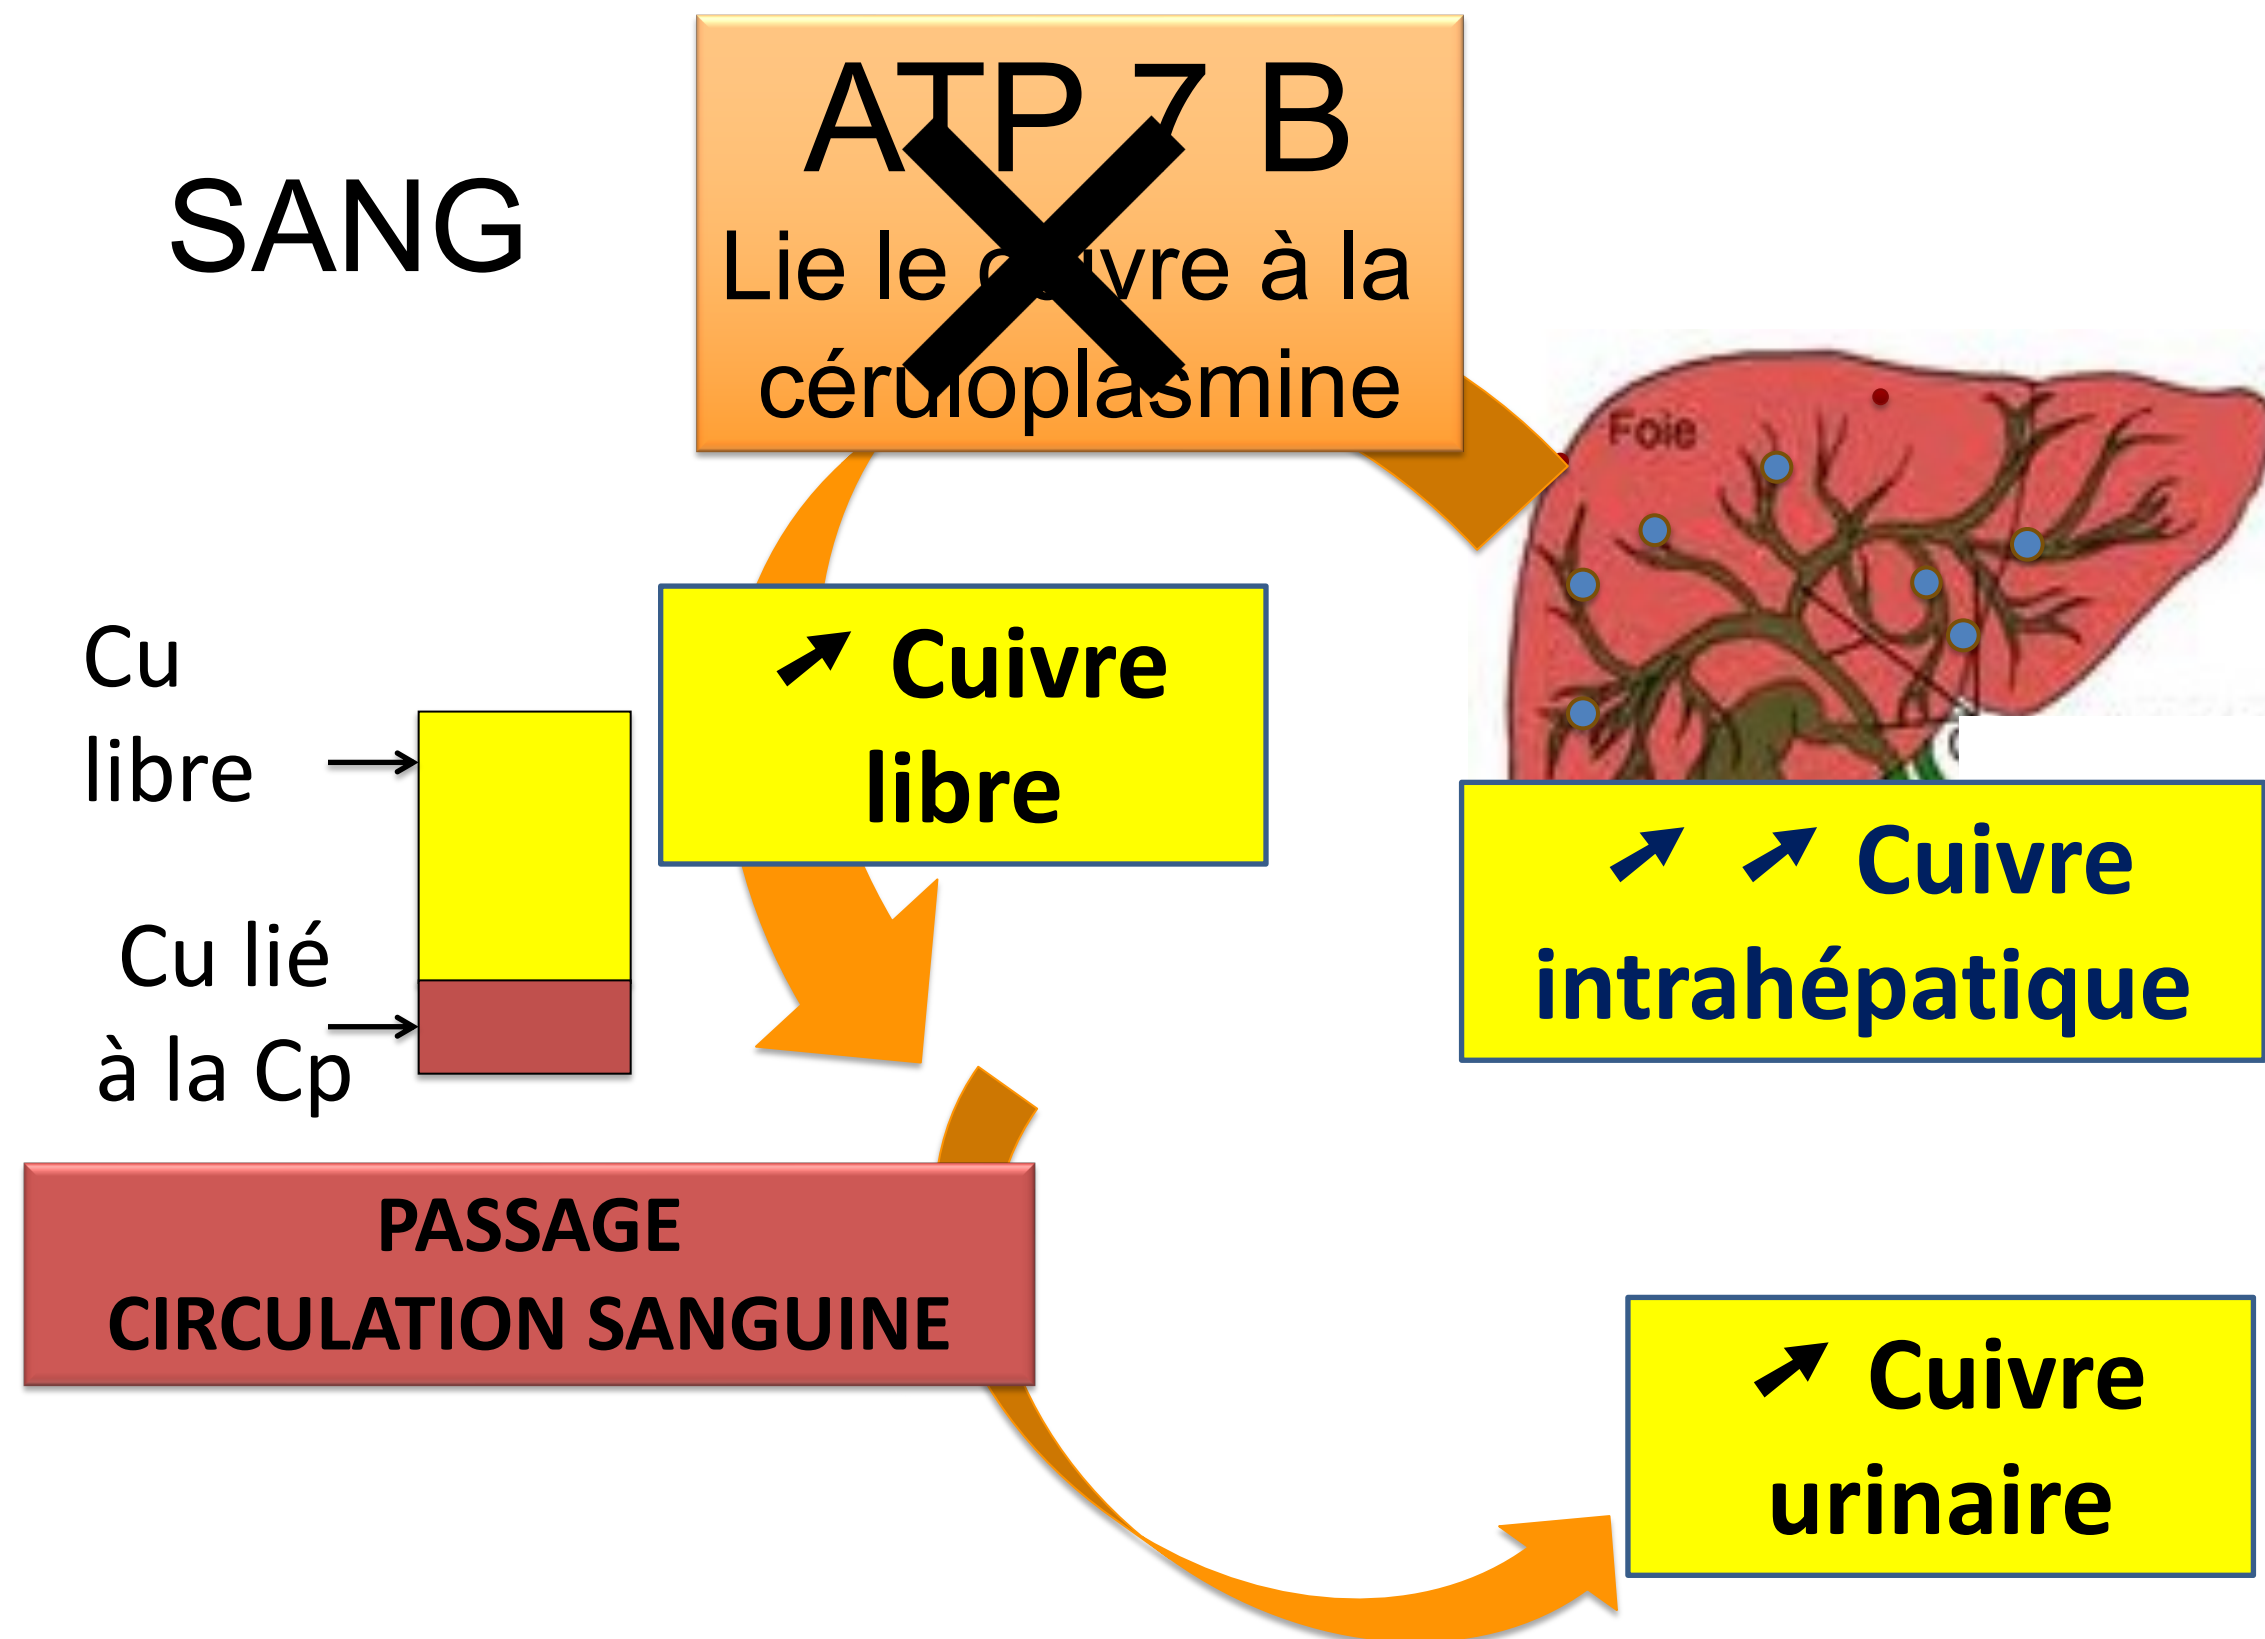 ATP 7 B
Lie le cuivre à la
céruloplasmine
SANG
Foie
Cu
libre
Cu lié
à la Cp
➚ Cuivre
libre
➚ ➚ Cuivre
intrahépatique
PASSAGE
CIRCULATION SANGUINE
➚ Cuivre
urinaire